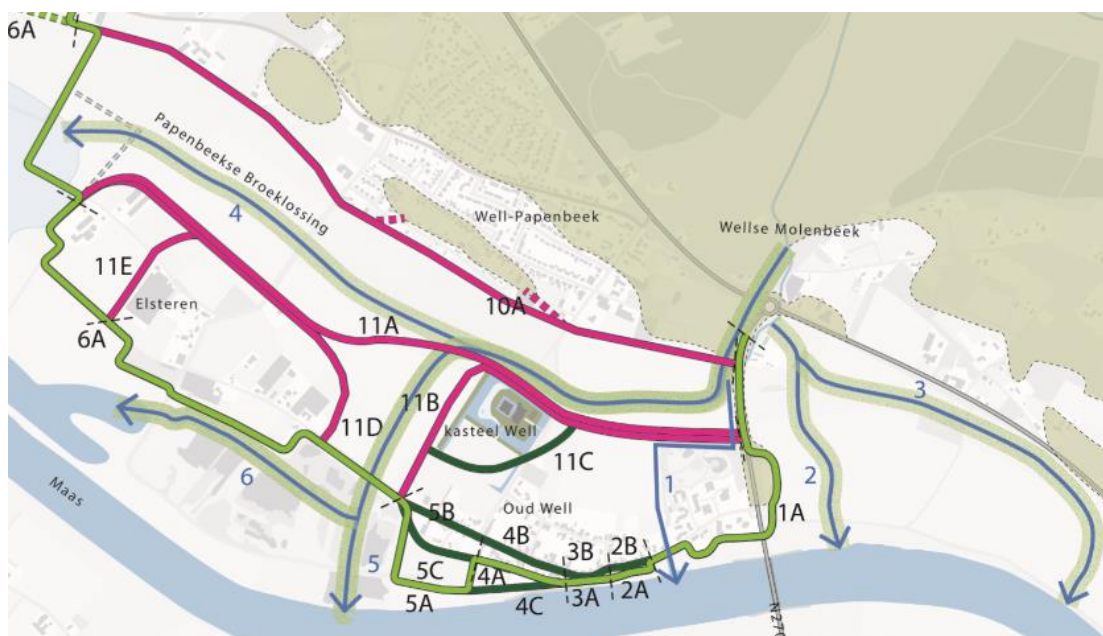 6A
Papenbeekse Broeklossing
4
Well-Papenbeek
Wellse Molenbeek
11E
Elsteren
10A
6A
11A
3
11B
11D
kasteel Well
11C
2
6
1
Maas
5B
Oud Well
1A
4B
3B
2B
5
5C
4A
5A
4C
3A
2A